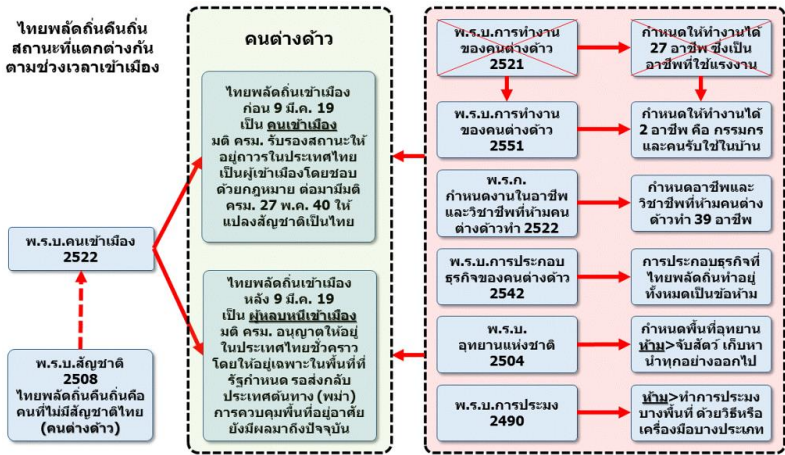 ไทยพลัดถิ่นคืนถิ่น
สถานะที่แตกต่างกัน
ตามช่วงเวลาเข้าเมือง
พ.ร.บ.คนเข้าเมือง
2522
พ.ร.บ.สัญชาติ
2508
ไทยพลัดถิ่นคืนถิ่นคือ
คนที่ไม่มีสัญชาติไทย
(คนต่างด้าว)
คนต่างด้าว
ไทยพลัดถิ่นเข้าเมือง
ก่อน 9 มี.ค. 19
เป็น คนเข้าเมือง
มติ ครม. รับรองสถานะให้
อยู่ถาวรในประเทศไทย
เป็นผู้เข้าเมืองโดยชอบ
ด้วยกฎหมาย ต่อมามีมติ
ครม. 27 พ.ค. 40 ให้
แปลงสัญชาติเป็นไทย
ไทยพลัดถิ่นเข้าเมือง
หลัง 9 มี.ค. 19
เป็น ผู้หลบหนีเข้าเมือง
มติ ครม. อนุญาตให้อยู่
ในประเทศไทยชั่วคราว
โดยให้อยู่เฉพาะในพื้นที่ที่
รัฐกำหนด รอส่งกลับ
ประเทศต้นทาง (พม่า)
การควบคุมพื้นที่อยู่อาศัย
ยังมีผลมาถึงปัจจุบัน
พ.ร.บ.การทำงาน
ของคนต่างด้าว
2521
กำหนดให้ทำงานได้
27 อาชีพ ซึ่งเป็น
อาชีพที่ใช้แรงงาน
พ.ร.บ.การทำงาน
ของคนต่างด้าว
2551
กำหนดให้ทำงานได้
2 อาชีพ คือ กรรมกร
และคนรับใช้ในบ้าน
พ.ร.ก.
กำหนดงานในอาชีพ
และวิชาชีพที่ห้ามคน
ต่างด้าวทำ 2522
กำหนดอาชีพและ
วิชาชีพที่ห้ามคนต่าง
ด้าวทำ 39 อาชีพ
พ.ร.บ.การประกอบ
ธุรกิจของคนต่างด้าว
2542
การประกอบธุรกิจที่
ไทยพลัดถิ่นทำอยู่
ทั้งหมดเป็นข้อห้าม
พ.ร.บ.
อุทยานแห่งชาติ
2504
กำหนดพื้นที่อุทยาน
ห้าม>จับสัตว์ เก็บหา
นำทุกอย่างออกไป
พ.ร.บ.การประมง
2490
ห้าม>ทำการประมง
บางพื้นที่ ด้วยวิธีหรือ
เครื่องมือบางประเภท